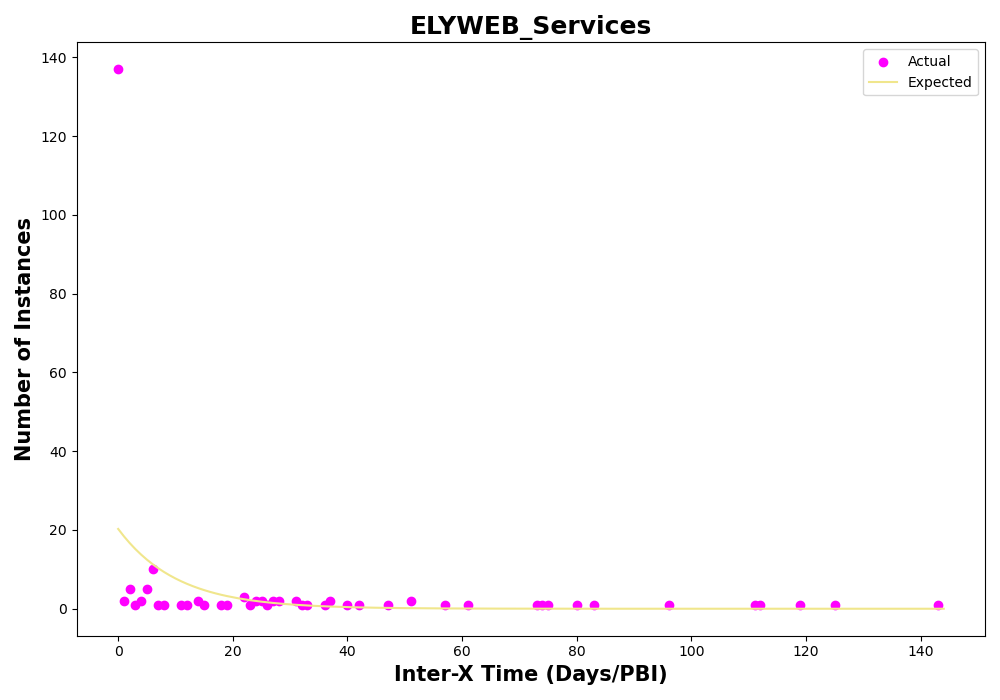 ELYWEB_Services
Actual
Expected
140
120
100
80
60
40
20
0
Number of Instances
0 20 40 60 80 100 120 140
Inter-X Time (Days/PBI)